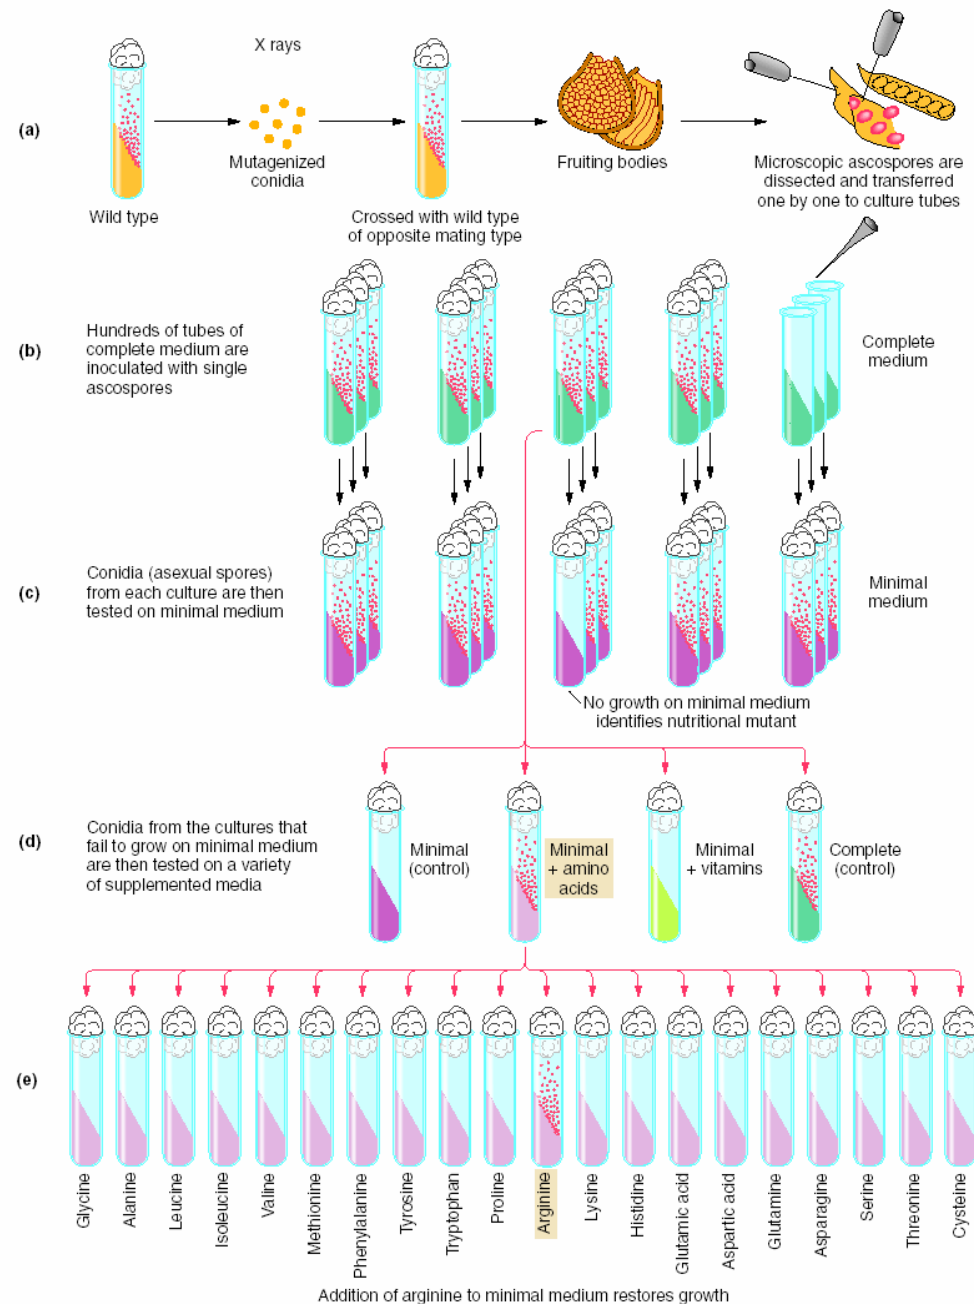 X rays
(a)
Mutagenized
conidia
Fruiting bodies
Microscopic ascospores are
dissected and transferred
one by one to culture tubes
Wild type
Crossed with wild type
of opposite mating type
(b)
Hundreds of tubes of
complete medium are
inoculated with single
ascospores
Complete
medium
(c)
Conidia (asexual spores)
from each culture are then
tested on minimal medium
Minimal
medium
No growth on minimal medium
identifies nutritional mutant
(d)
Conidia from the cultures that
fail to grow on minimal medium
are then tested on a variety
of supplemented media
Minimal
(control)
Minimal
+ amino
acids
Minimal
+ vitamins
Complete
(control)
(e)
Glycine
Alanine
Leucine
Isoleucine
Valine
Methionine
Phenylalanine
Tyrosine
Tryptophan
Proline
Arginine
Lysine
Histidine
Glutamic acid
Aspartic acid
Glutamine
Asparagine
Serine
Threonine
Cysteine
Addition of arginine to minimal medium restores growth